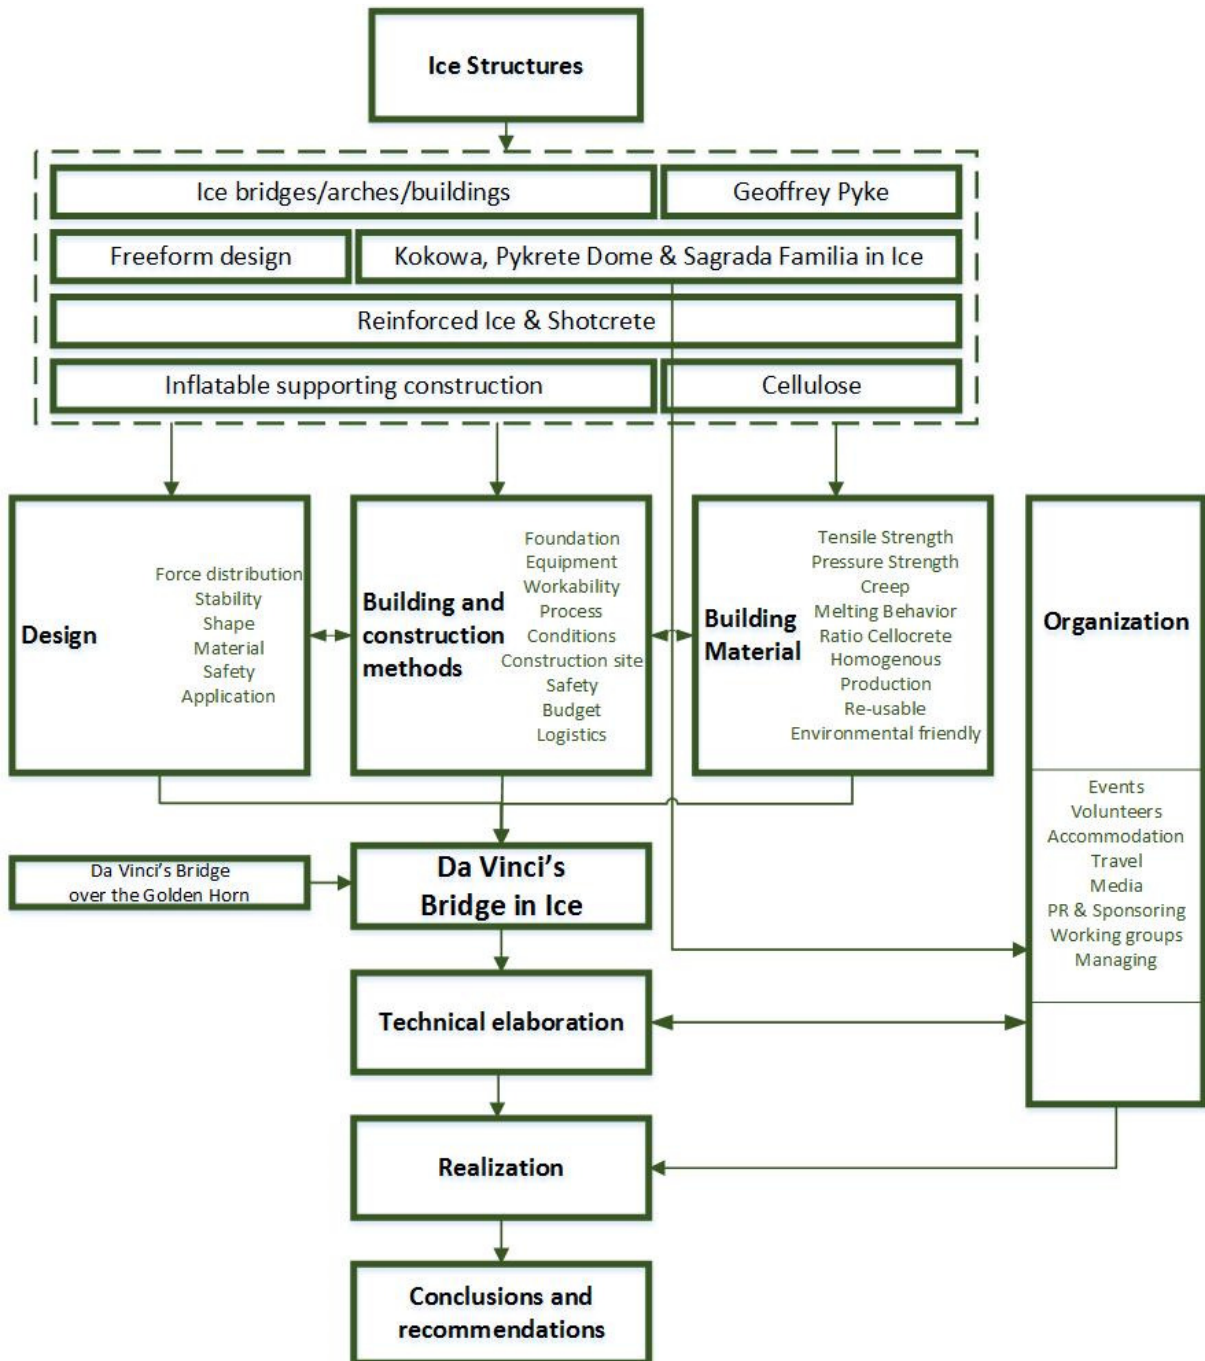 Ice Structures
Ice bridges/arches/buildings
Geoffrey Pyke
Freeform design
Kokowa, Pykrete Dome & Sagrada Familia in Ice
Reinforced Ice & Shotcrete
Inflatable supporting construction
Cellulose
Design
Force distribution
Stability
Shape
Material
Safety
Application
Building and
construction
methods
Foundation
Equipment
Workability
Process
Conditions
Construction site
Safety
Budget
Logistics
Building
Material
Tensile Strength
Pressure Strength
Creep
Melting Behavior
Ratio Cellocrete
Homogenous
Production
Re-usable
Environmental friendly
Organization
Events
Volunteers
Accommodation
Travel
Media
PR & Sponsoring
Working groups
Managing
Da Vinci’s Bridge
over the Golden Horn
Da Vinci’s
Bridge in Ice
Technical elaboration
Realization
Conclusions and
recommendations